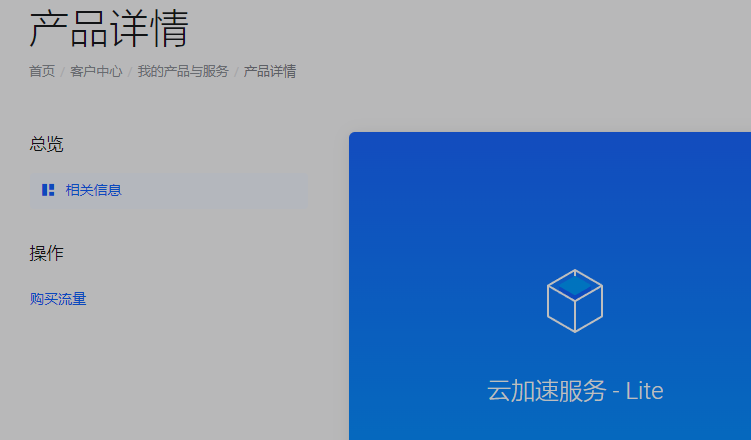 产品详情
首页 / 客户中心 / 我的产品与服务 / 产品详情
总览
相关信息
操作
购买流量
云加速服务 - Lite